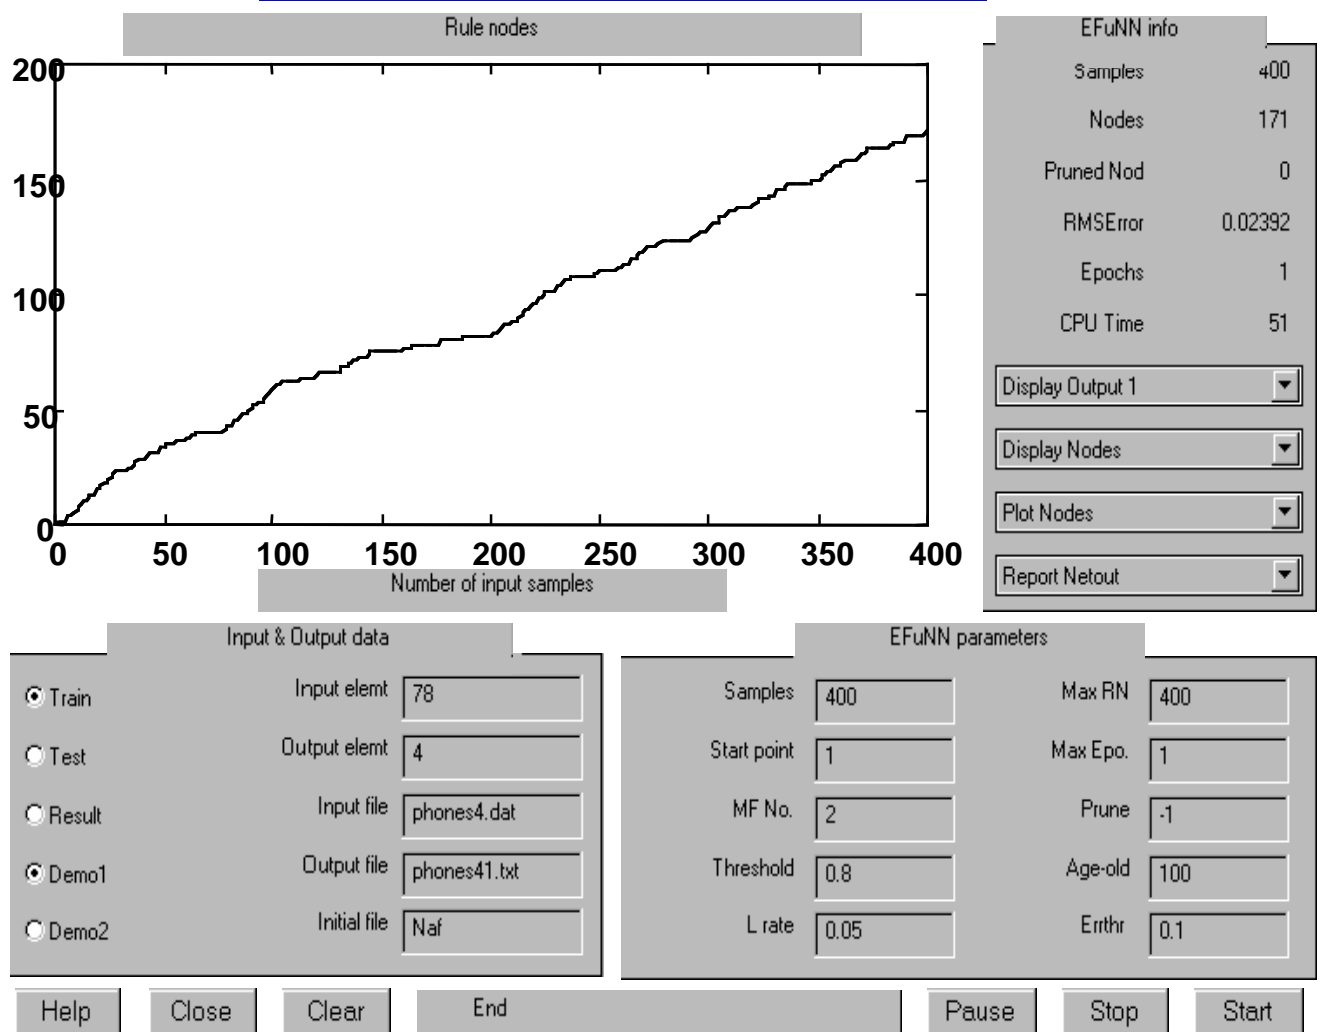 Rule nodes
200
150
100
50
0
0 50 100 150 200 250 300 350 400
Number of input samples
EFuNN info
Samples 400
Nodes 171
Pruned Nod 0
RMSError 0.02392
Epochs 1
CPU Time 51
Display Output 1
Display Nodes
Plot Nodes
Report Netout
Input & Output data
Train Input elemt 78
Test Output elemt 4
Result Input file phones4.dat
Demo1 Output file phones41.txt
Demo2 Initial file Naf
EFuNN parameters
Samples 400 Max RN 400
Start point 1 Max Epo. 1
MF No. 2 Prune -1
Threshold 0.8 Age-old 100
L rate 0.05 Errthr 0.1
Help Close Clear End Pause Stop Start